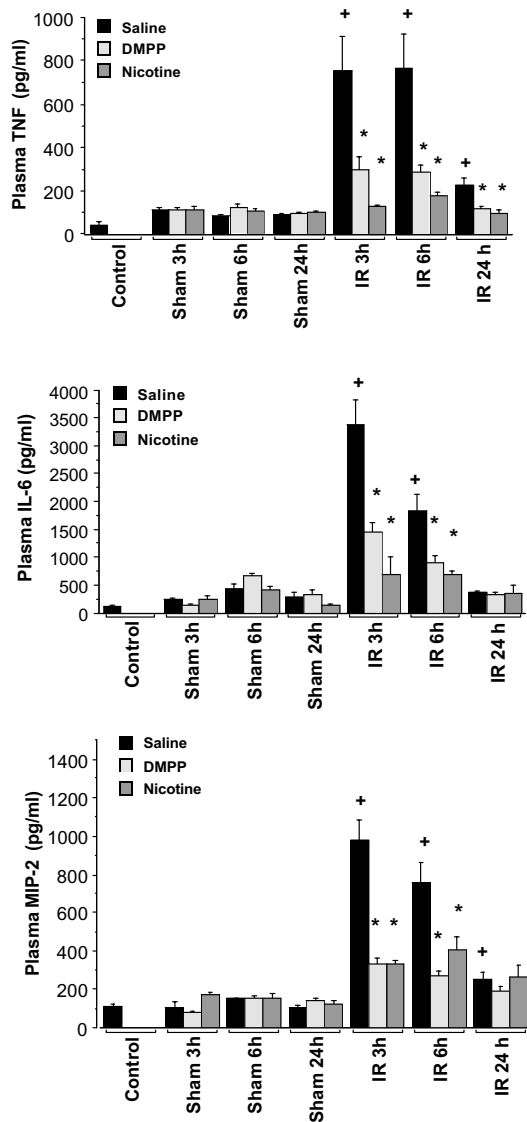 Saline
DMPP
Nicotine
Plasma TNF (pg/ml)
1000
800
600
400
200
0
+
*
*
+
*
*
+
*
*
Control
Sham 3h
Sham 6h
Sham 24h
IR 3h
IR 6h
IR 24 h
Saline
DMPP
Nicotine
Plasma IL-6 (pg/ml)
4000
3500
3000
2500
2000
1500
1000
500
0
+
*
*
+
*
*
Control
Sham 3h
Sham 6h
Sham 24h
IR 3h
IR 6h
IR 24 h
Saline
DMPP
Nicotine
Plasma MIP-2 (pg/ml)
1400
1200
1000
800
600
400
200
0
+
*
*
+
*
*
+
Control
Sham 3h
Sham 6h
Sham 24h
IR 3h
IR 6h
IR 24 h